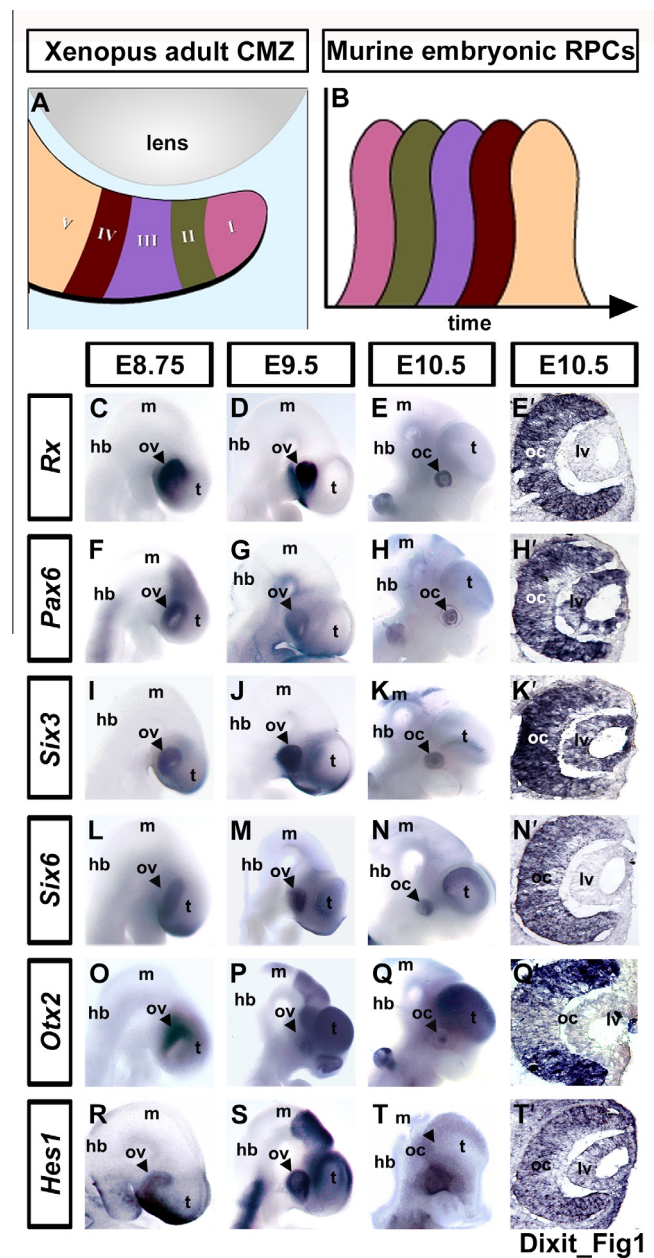 Xenopus adult CMZ
Murine embryonic RPCs
A
lens
V
IV
III
II
I
B
time
E8.75
E9.5
E10.5
E10.5
Rx
C
m
hb
ov
t
D
m
hb
ov
t
E
m
hb
oc
t
E'
oc
lv
Pax6
F
m
hb
ov
t
G
m
hb
ov
t
H
m
hb
oc
t
H'
oc
lv
Six3
I
m
hb
ov
t
J
m
hb
ov
t
K
m
hb
oc
t
K'
oc
lv
Six6
L
m
hb
ov
t
M
m
hb
ov
t
N
m
hb
oc
t
N'
oc
lv
Otx2
O
m
hb
ov
t
P
m
hb
ov
t
Q
m
hb
oc
t
Q'
oc
lv
Hes1
R
m
hb
ov
t
S
m
hb
ov
t
T
m
hb
oc
t
T'
oc
lv
Dixit_Fig1